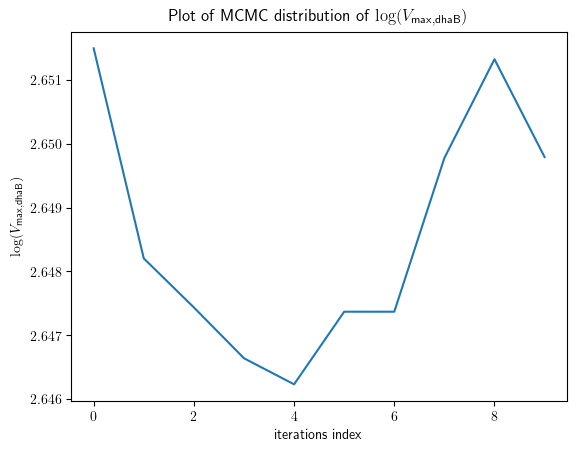 Plot of MCMC distribution of log(V_max,dhaB)
log(V_max,dhaB)
2.651
2.650
2.649
2.648
2.647
2.646
0 2 4 6 8
iterations index